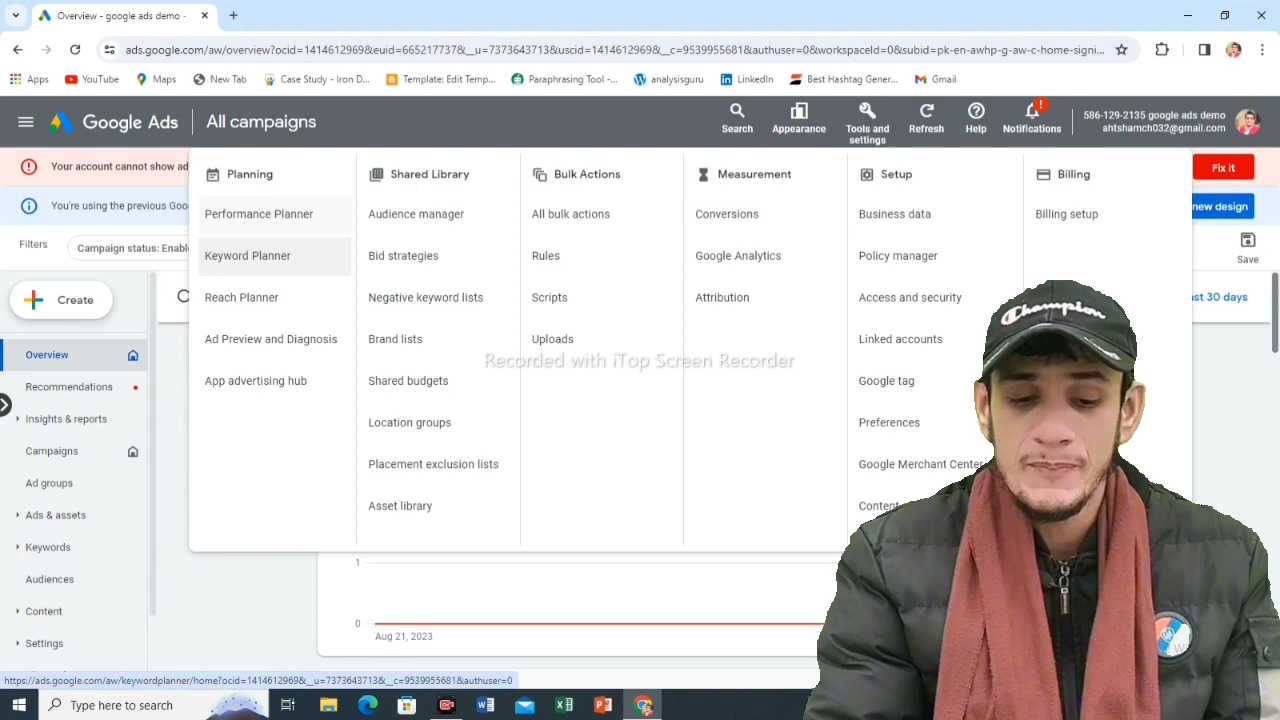 Overview - google ads demo -
ads.google.com/aw/overview?ocid=1414612969&euid=6652177376&__u=7373643713&uscid=1414612969&__c=9539955681&authuser=0&workspaceId=0&subid=pk-en-awhp-g-aw-c-home-signi...
Apps
YouTube
Maps
New Tab
Case Study - Iron D...
Template: Edit Temp...
Paraphrasing Tool -...
analysisguru
LinkedIn
Best Hashtag Gener...
Gmail
Google Ads
All campaigns
Search
Appearance
Tools and
settings
Refresh
Help
Notifications
586-129-2135 google ads demo
ahtshamch032@gmail.com
Your account cannot show ad
Fix it
You're using the previous Goo
new design
Filters
Campaign status: Enable
Save
Create
Overview
Recommendations
Insights & reports
Campaigns
Ad groups
Ads & assets
Keywords
Audiences
Content
Settings
Planning
Performance Planner
Keyword Planner
Reach Planner
Ad Preview and Diagnosis
App advertising hub
Shared Library
Audience manager
Bid strategies
Negative keyword lists
Brand lists
Shared budgets
Location groups
Placement exclusion lists
Asset library
Bulk Actions
All bulk actions
Rules
Scripts
Uploads
Measurement
Conversions
Google Analytics
Attribution
Setup
Business data
Policy manager
Access and security
Linked accounts
Google tag
Preferences
Google Merchant Center
Conten
Billing
Billing setup
ast 30 days
Recorded with iTop Screen Recorder
Champion
1
0
Aug 21, 2023
https://ads.google.com/aw/keywordplanner/home?ocid=1414612969&__u=7373643713&__c=9539955681&authuser=0
Type here to search